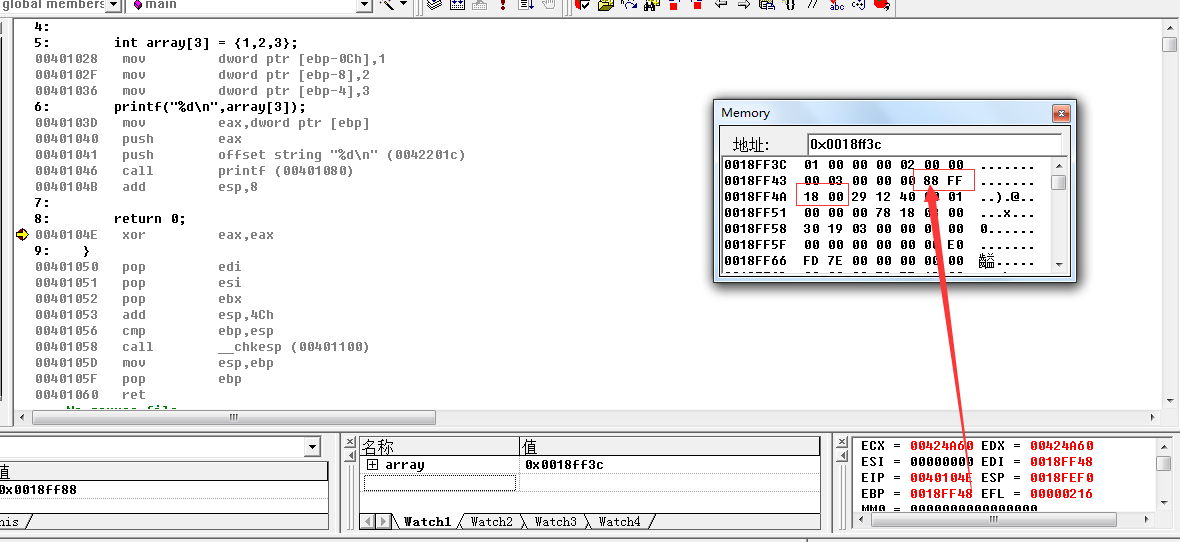 global members
main
4:
5: int array[3] = {1,2,3};
00401028 mov dword ptr [ebp-0Ch],1
0040102F mov dword ptr [ebp-8],2
00401036 mov dword ptr [ebp-4],3
6: printf("%d\n",array[3]);
0040103D mov eax,dword ptr [ebp]
00401040 push eax
00401041 push offset string "%d\n" (0042201c)
00401046 call printf (00401080)
0040104B add esp,8
7:
8: return 0;
0040104E xor eax,eax
9: }
00401050 pop edi
00401051 pop esi
00401052 pop ebx
00401053 add esp,4Ch
00401056 cmp ebp,esp
00401058 call __chkesp (00401100)
0040105D mov esp,ebp
0040105F pop ebp
00401060 ret
Memory
地址: 0x0018ff3c
0018FF3C 01 00 00 00 02 00 00 .......
0018FF43 00 03 00 00 00 88 FF .......
0018FF4A 18 00 29 12 40 00 01 ..).@..
0018FF51 00 00 00 78 18 00 ...x...
0018FF58 30 19 03 00 00 00 0......
0018FF5F 00 00 00 00 00 E0 .......
0018FF66 FD 7E 00 00 00 00 .....
值
0x0018ff88
his
名称 值
array 0x0018ff3c
Watch1 Watch2 Watch3 Watch4
ECX = 00424A60 EDX = 00424A60
ESI = 00000000 EDI = 0018FF48
EIP = 0040104E ESP = 0018FEF0
EBP = 0018FF48 EFL = 00000216
MM0 = 0000000000000000